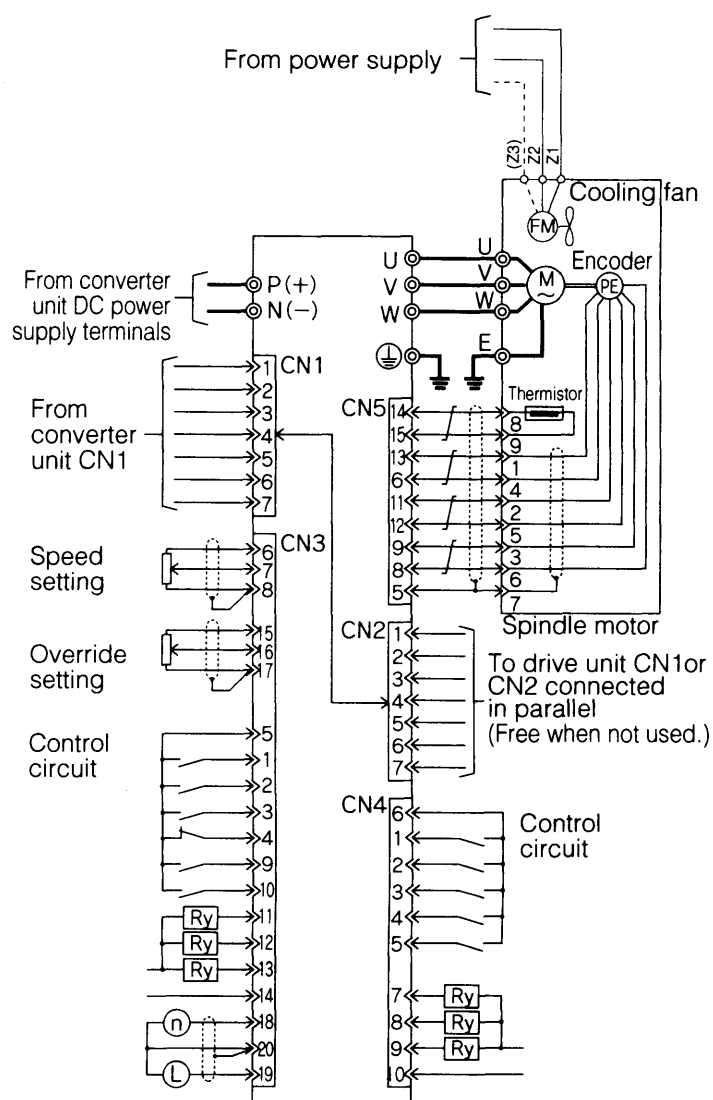 From power supply
(Z3)
Z2
Z1
Cooling fan
FM
U
V
W
U
V
W
E
M
~
Encoder
PE
From converter
unit DC power
supply terminals
P(+)
N(−)
CN1
1
2
3
4
5
6
7
From
converter
unit CN1
CN5
14
15
13
6
11
12
9
8
5
Thermistor
8
9
1
4
2
5
3
6
7
Spindle motor
CN3
Speed
setting
6
7
8
Override
setting
15
16
17
CN2
1
2
3
4
5
6
7
To drive unit CN1or
CN2 connected
in parallel
(Free when not used.)
Control
circuit
5
1
2
3
4
9
10
Ry 11
Ry 12
Ry 13
14
n 18
20
L 19
CN4
6
1
2
3
4
5
Control
circuit
7 Ry
8 Ry
9 Ry
10